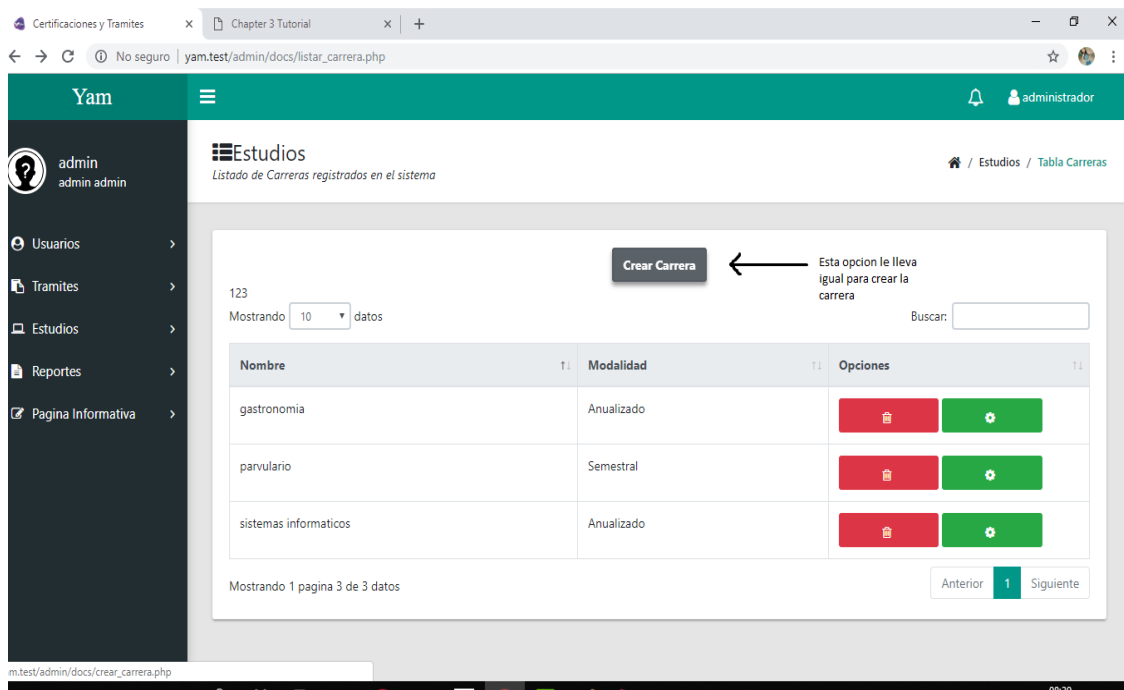 Certificaciones y Tramites
Chapter 3 Tutorial
No seguro | yam.test/admin/docs/listar_carrera.php
Yam
administrador
admin
admin admin
Estudios
Listado de Carreras registrados en el sistema
/ Estudios / Tabla Carreras
Usuarios
Tramites
Estudios
Reportes
Pagina Informativa
Crear Carrera
Esta opcion le lleva
igual para crear la
carrera
123
Mostrando 10 datos
Buscar:
Nombre Modalidad Opciones
gastronomia Anualizado
parvulario Semestral
sistemas informaticos Anualizado
Mostrando 1 pagina 3 de 3 datos
Anterior 1 Siguiente
m.test/admin/docs/crear_carrera.php